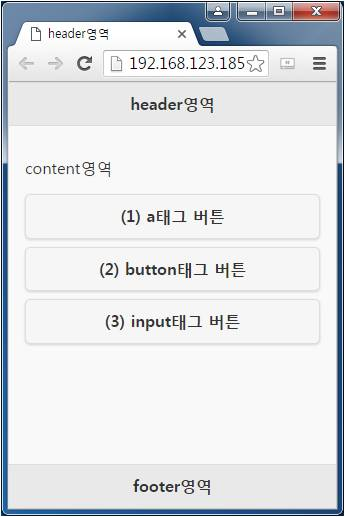 header영역
192.168.123.185
header영역
content영역
(1) a태그 버튼
(2) button태그 버튼
(3) input태그 버튼
footer영역